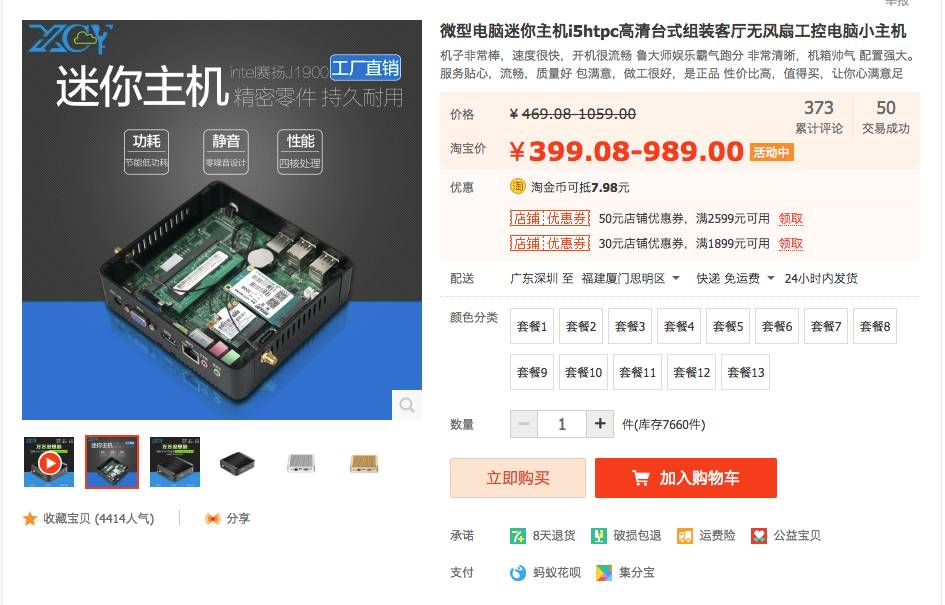 举报
XCY
迷你主机
intel赛扬J1900
工厂直销
精密零件 持久耐用
功耗
节能低功耗
静音
零噪音设计
性能
四核处理
收藏宝贝 (4414人气)
分享
微型电脑迷你主机i5htpc高清台式组装客厅无风扇工控电脑小主机
机子非常棒，速度很快，开机很流畅 鲁大师娱乐霸气跑分 非常清晰，机箱帅气 配置强大。
服务贴心，流畅，质量好 包满意，做工很好，是正品 性价比高，值得买，让你心满意足
价格
¥469.08-1059.00
373
累计评论
50
交易成功
淘宝价
¥399.08-989.00
活动中
优惠
淘
淘金币可抵7.98元
店铺 优惠券 50元店铺优惠券，满2599元可用 领取
店铺 优惠券 30元店铺优惠券，满1899元可用 领取
配送
广东深圳 至 福建厦门思明区
快递 免运费
24小时内发货
颜色分类
套餐1 套餐2 套餐3 套餐4 套餐5 套餐6 套餐7 套餐8
套餐9 套餐10 套餐11 套餐12 套餐13
数量
− 1 + 件(库存7660件)
立即购买
加入购物车
承诺
7+ 8天退货 破损包退 运费险 公益宝贝
支付
蚂蚁花呗 集分宝